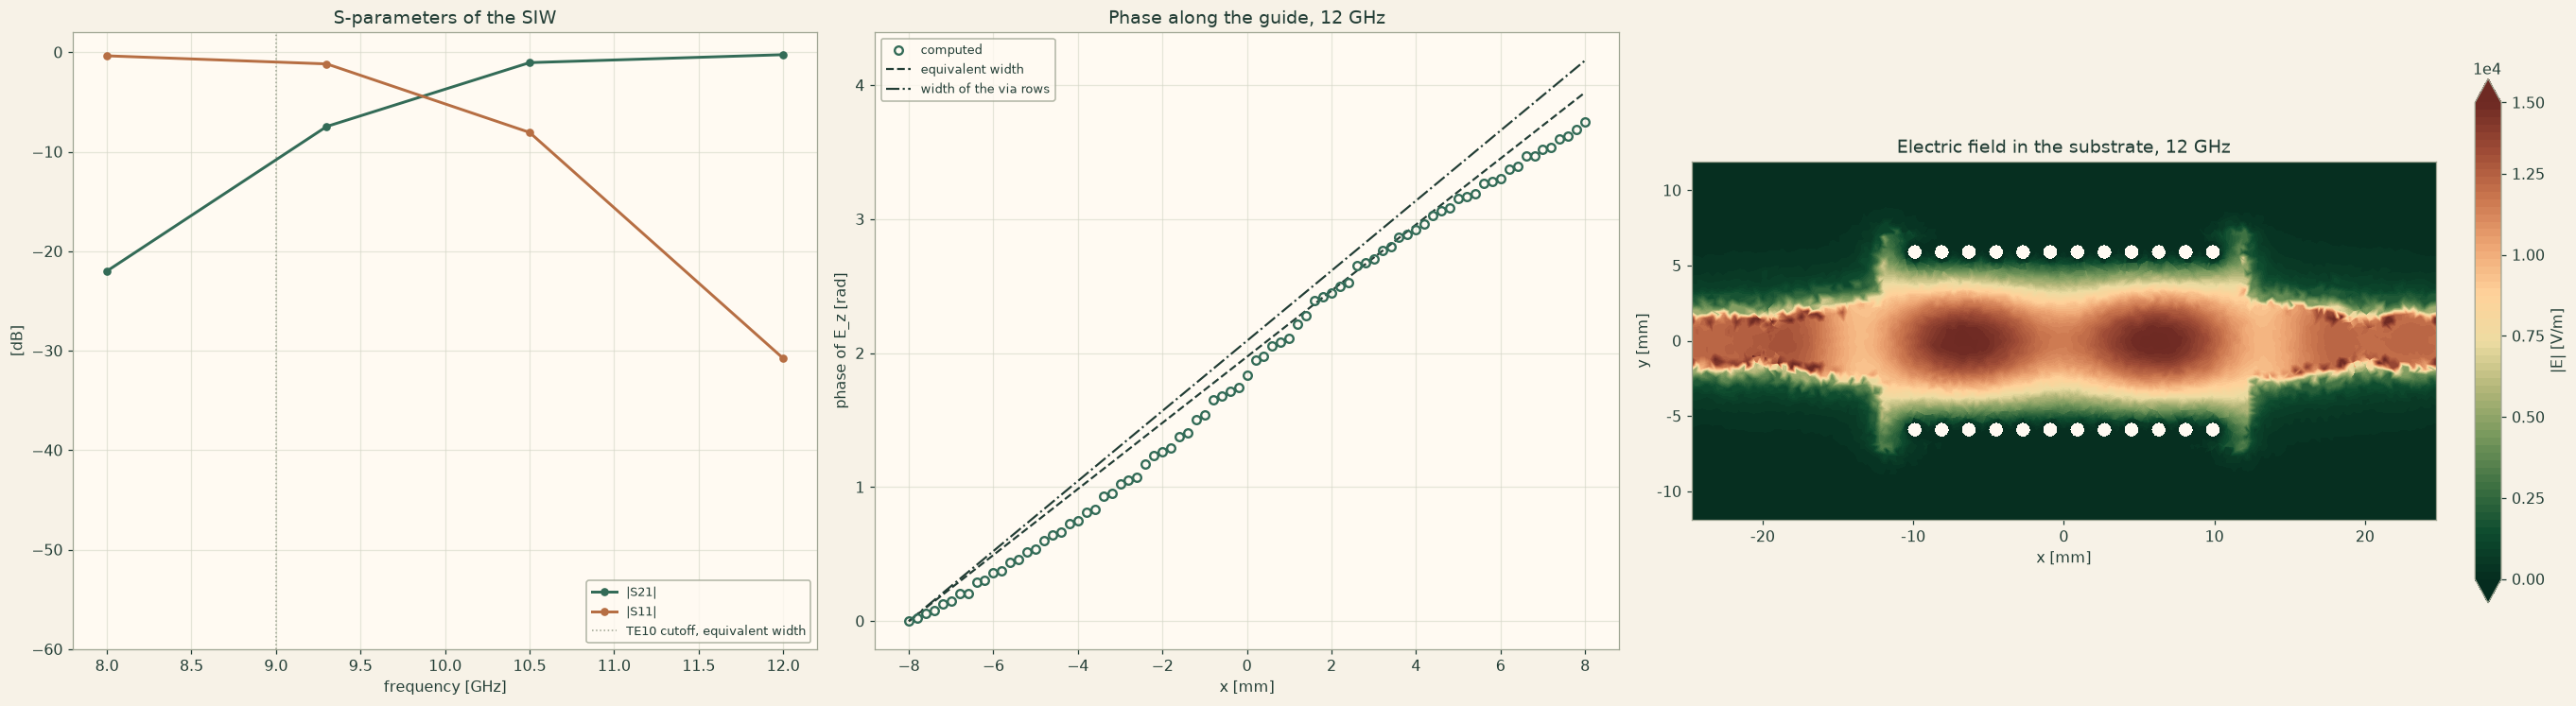 S-parameters of the SIW
0
−10
−20
−30
−40
−50
−60
[dB]
8.0 8.5 9.0 9.5 10.0 10.5 11.0 11.5 12.0
frequency [GHz]
|S21|
|S11|
TE10 cutoff, equivalent width
Phase along the guide, 12 GHz
computed
equivalent width
width of the via rows
4
3
2
1
0
phase of E_z [rad]
−8 −6 −4 −2 0 2 4 6 8
x [mm]
Electric field in the substrate, 12 GHz
10
5
0
-5
-10
y [mm]
-20 -10 0 10 20
x [mm]
1e4
1.50
1.25
1.00
0.75
0.50
0.25
0.00
|E| [V/m]